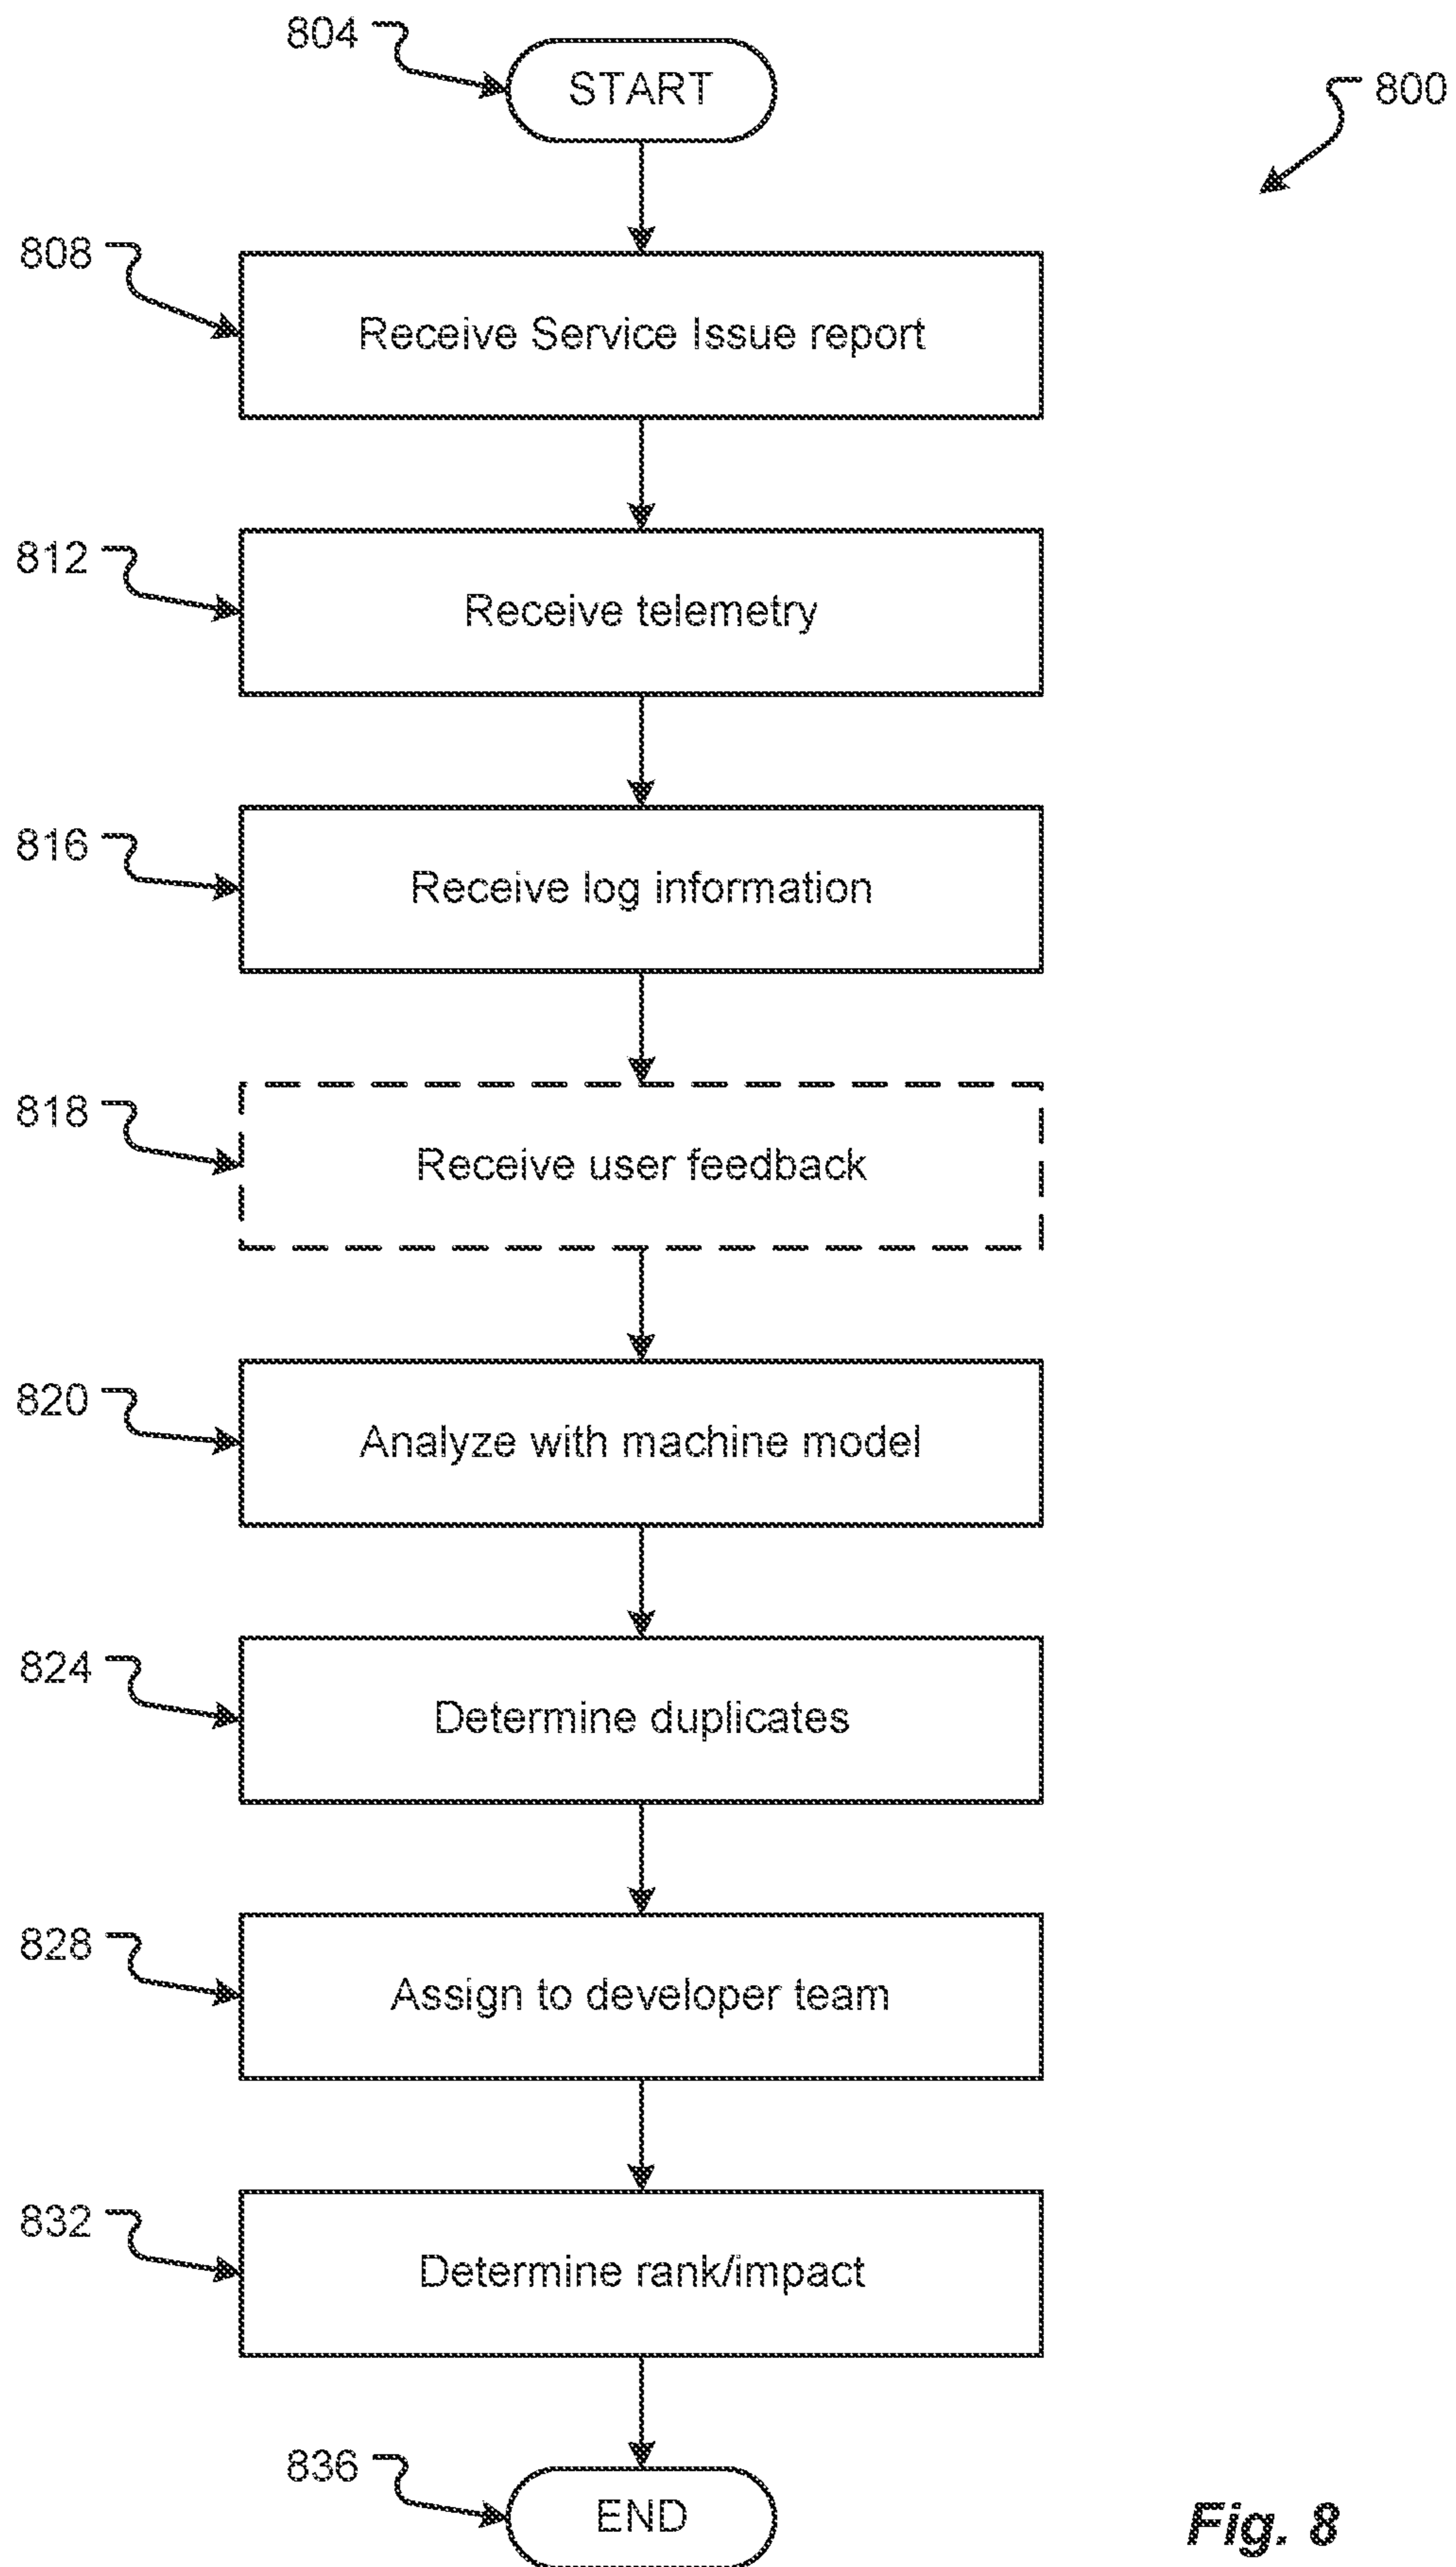 804
START
800
808
Receive Service Issue report
812
Receive telemetry
816
Receive log information
818
Receive user feedback
820
Analyze with machine model
824
Determine duplicates
828
Assign to developer team
832
Determine rank/impact
836
END
Fig. 8